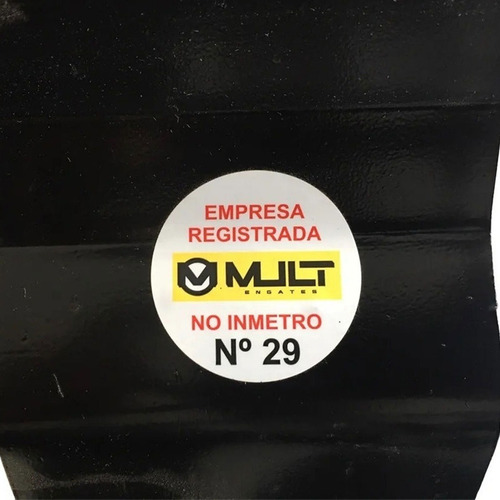 EMPRESA
REGISTRADA
MULT
ENGATES
NO INMETRO
Nº 29